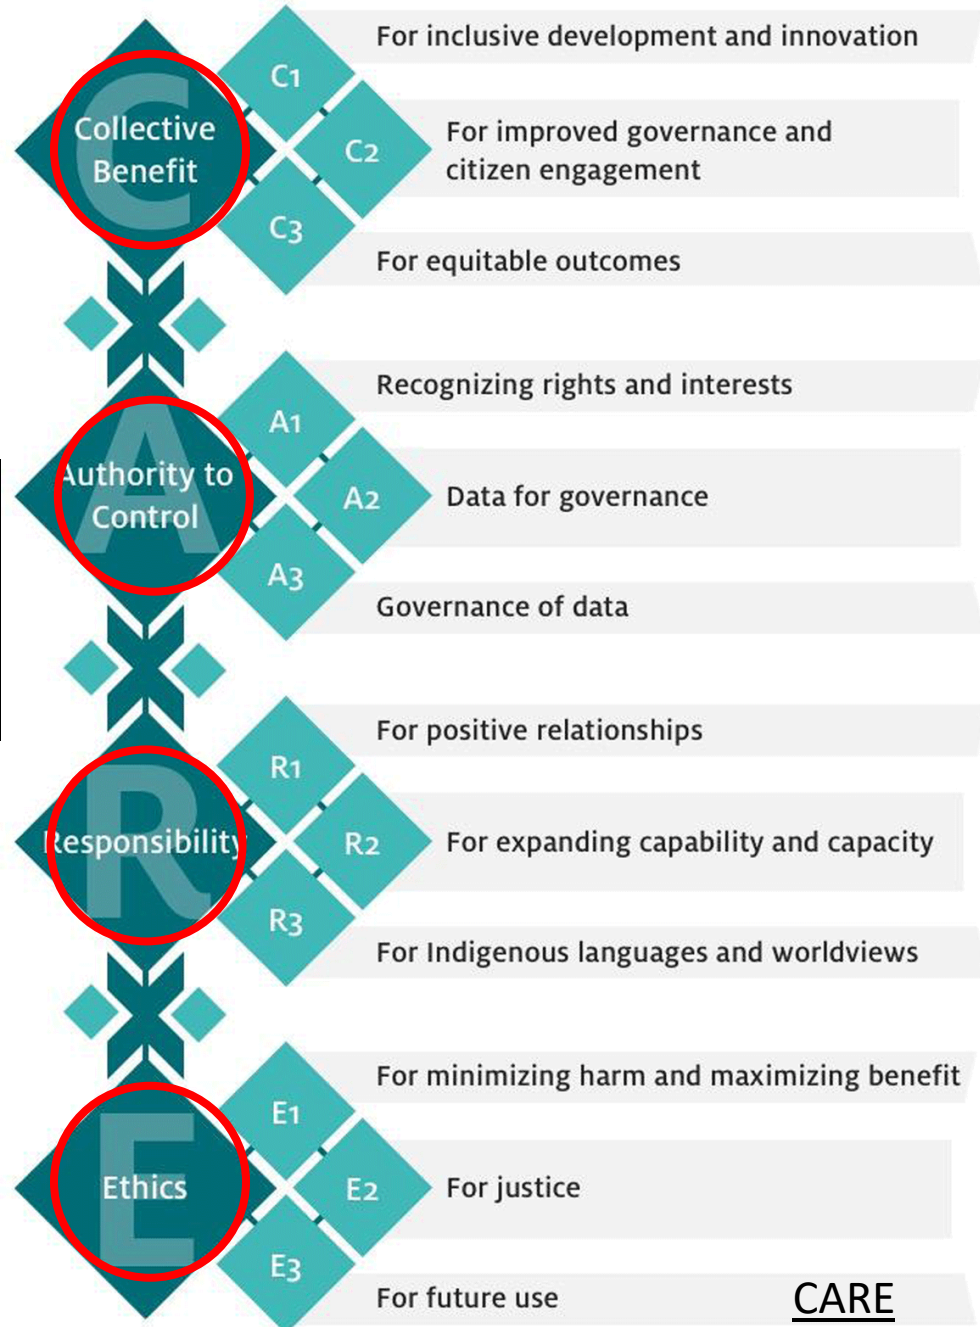 C
Collective
Benefit
C1
For inclusive development and innovation
C2
For improved governance and
citizen engagement
C3
For equitable outcomes
A
Authority to
Control
A1
Recognizing rights and interests
A2
Data for governance
A3
Governance of data
R
Responsibility
R1
For positive relationships
R2
For expanding capability and capacity
R3
For Indigenous languages and worldviews
E
Ethics
E1
For minimizing harm and maximizing benefit
E2
For justice
E3
For future use
CARE